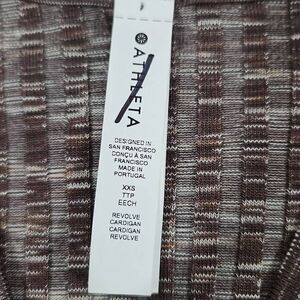 ATHLETA
DESIGNED IN
SAN FRANCISCO
CONÇU À SAN
FRANCISCO
MADE IN
PORTUGAL
XXS
TTP
EECH
REVOLVE
CARDIGAN
CARDIGAN
REVOLVE